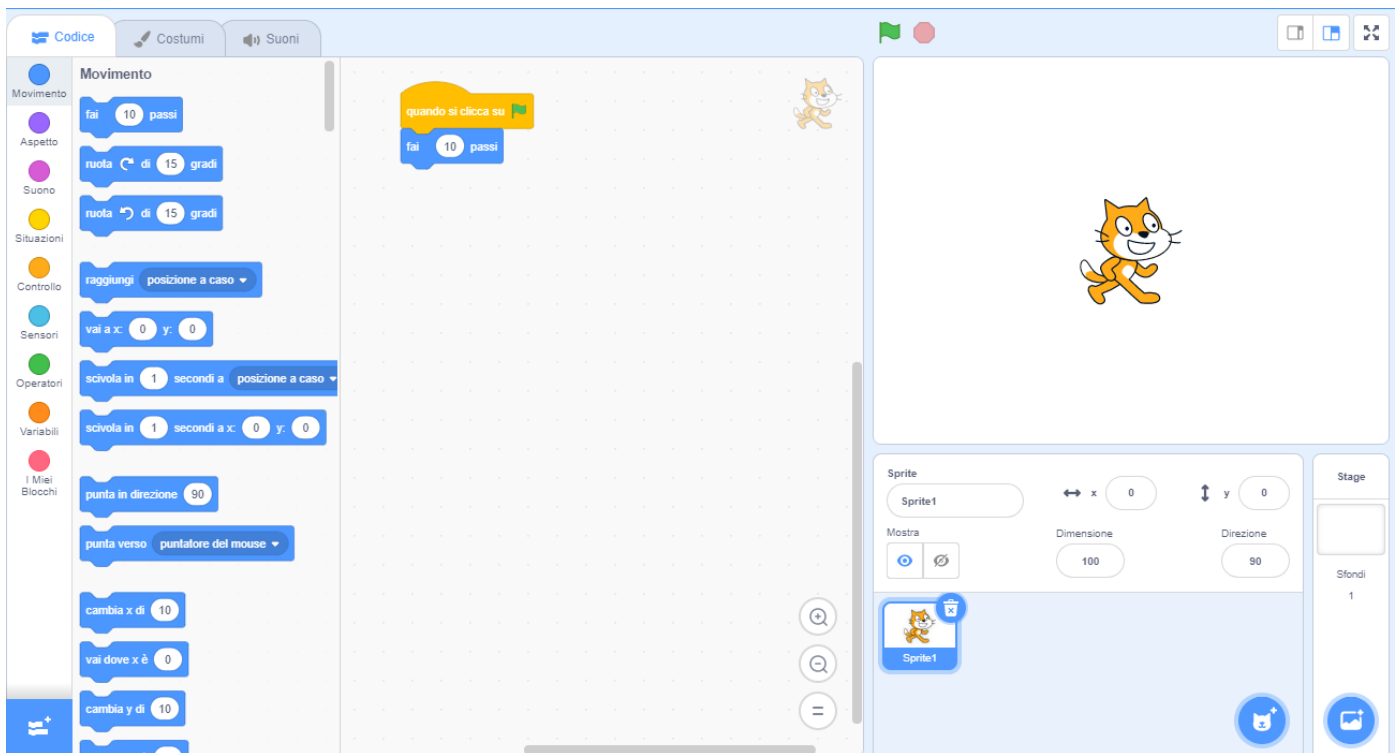 Codice
Costumi
Suoni
Movimento
Aspetto
Suono
Situazioni
Controllo
Sensori
Operatori
Variabili
I Miei
Blocchi
Movimento
fai 10 passi
ruota di 15 gradi
ruota di 15 gradi
raggiungi posizione a caso
vai a x: 0 y: 0
scivola in 1 secondi a posizione a caso
scivola in 1 secondi a x: 0 y: 0
punta in direzione 90
punta verso puntatore del mouse
cambia x di 10
vai dove x è 0
cambia y di 10
quando si clicca su
fai 10 passi
Sprite
Sprite1
x 0
y 0
Mostra
Dimensione
100
Direzione
90
Sprite1
Stage
Sfondi
1